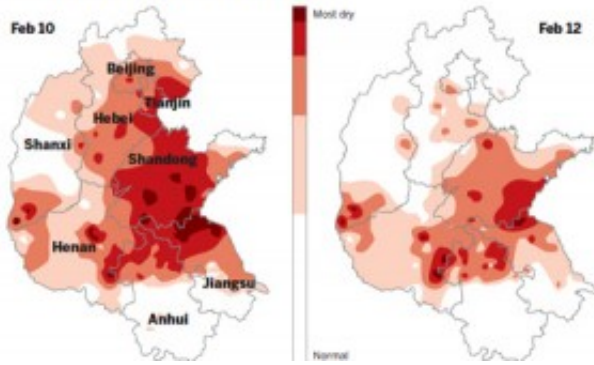 Feb 10
Most dry
Feb 12
Beijing
Tianjin
Hebei
Shanxi
Shandong
Henan
Jiangsu
Anhui
Normal